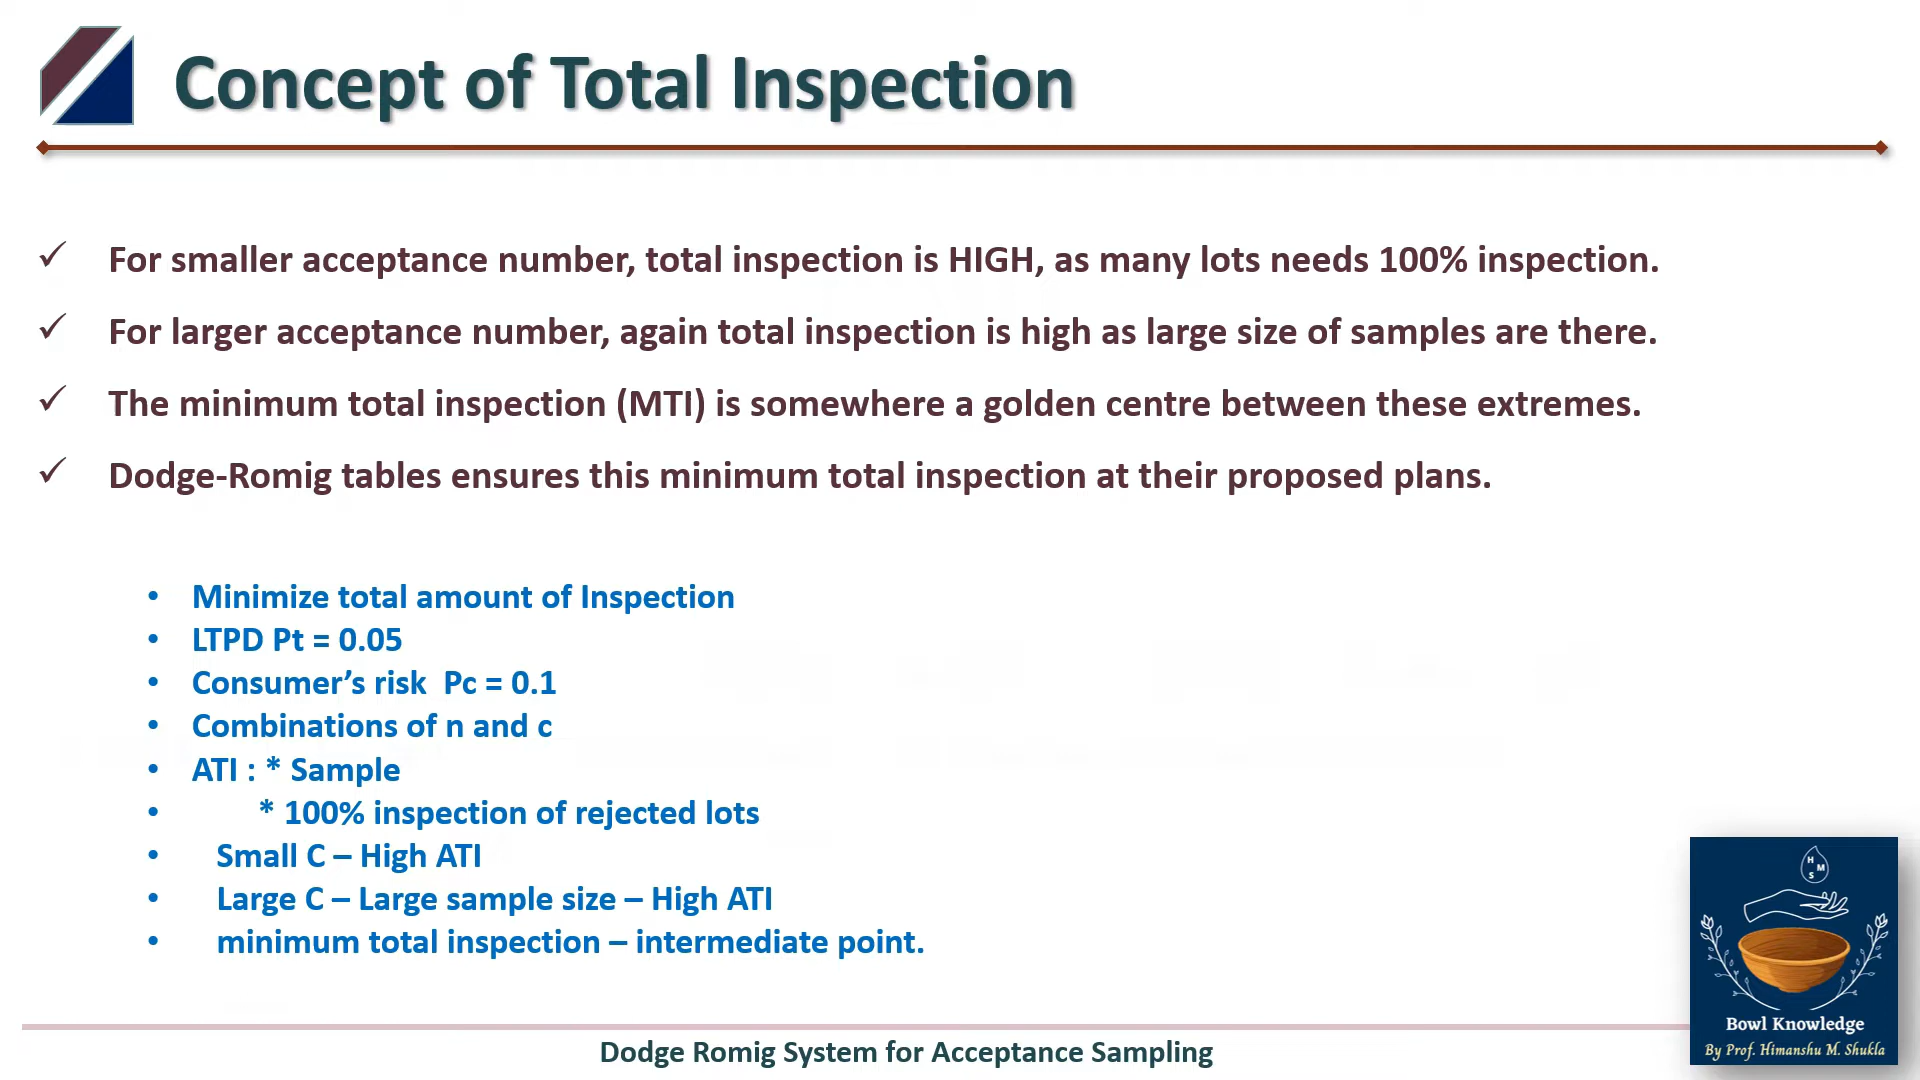 Concept of Total Inspection
✓ For smaller acceptance number, total inspection is HIGH, as many lots needs 100% inspection.
✓ For larger acceptance number, again total inspection is high as large size of samples are there.
✓ The minimum total inspection (MTI) is somewhere a golden centre between these extremes.
✓ Dodge-Romig tables ensures this minimum total inspection at their proposed plans.
• Minimize total amount of Inspection
• LTPD Pt = 0.05
• Consumer’s risk  Pc = 0.1
• Combinations of n and c
• ATI : * Sample
• * 100% inspection of rejected lots
• Small C – High ATI
• Large C – Large sample size – High ATI
• minimum total inspection – intermediate point.
H
M
S
Bowl Knowledge
By Prof. Himanshu M. Shukla
Dodge Romig System for Acceptance Sampling